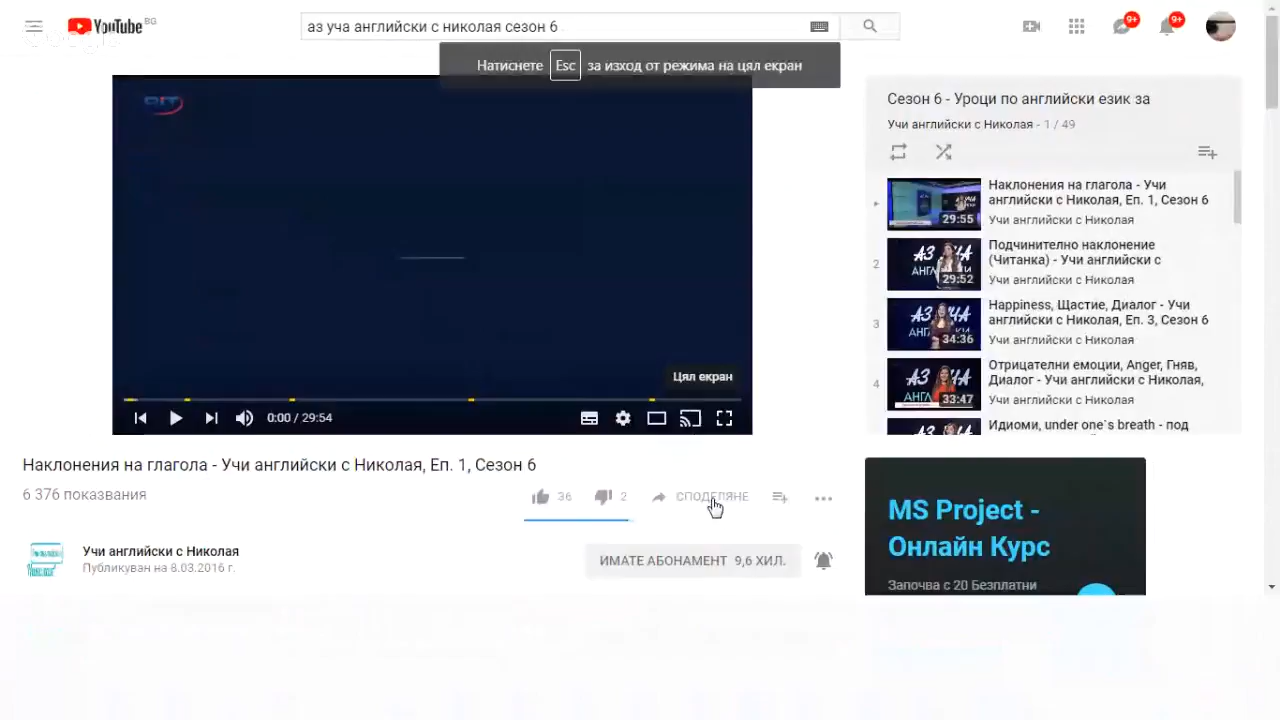 YouTube BG
аз уча английски с николая сезон 6
9+
9+
Натиснете Esc за изход от режима на цял екран
Цял екран
0:00 / 29:54
Наклонения на глагола - Учи английски с Николая, Еп. 1, Сезон 6
6 376 показвания
36
2
СПОДЕЛЯНЕ
Учи английски с Николая
Публикуван на 8.03.2016 г.
ИМАТЕ АБОНАМЕНТ 9,6 ХИЛ.
Сезон 6 - Уроци по английски език за
Учи английски с Николая - 1 / 49
29:55
Наклонения на глагола - Учи
английски с Николая, Еп. 1, Сезон 6
Учи английски с Николая
2
29:52
Подчинително наклонение
(Читанка) - Учи английски с
Учи английски с Николая
3
34:36
Happiness, Щастие, Диалог - Учи
английски с Николая, Еп. 3, Сезон 6
Учи английски с Николая
4
33:47
Отрицателни емоции, Anger, Гняв,
Диалог - Учи английски с Николая,
Учи английски с Николая
Идиоми, under one`s breath - под
MS Project -
Онлайн Курс
Започва с 20 Безплатни